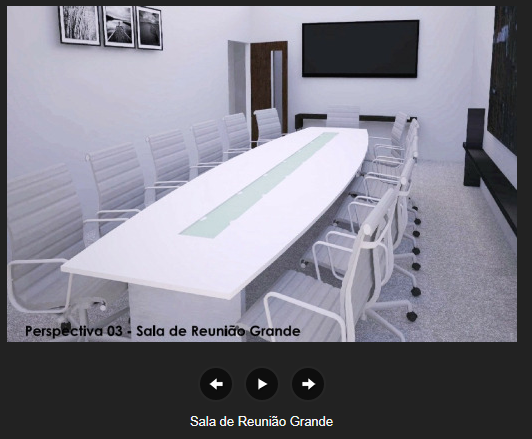 Perspectiva 03 - Sala de Reunião Grande
Sala de Reunião Grande